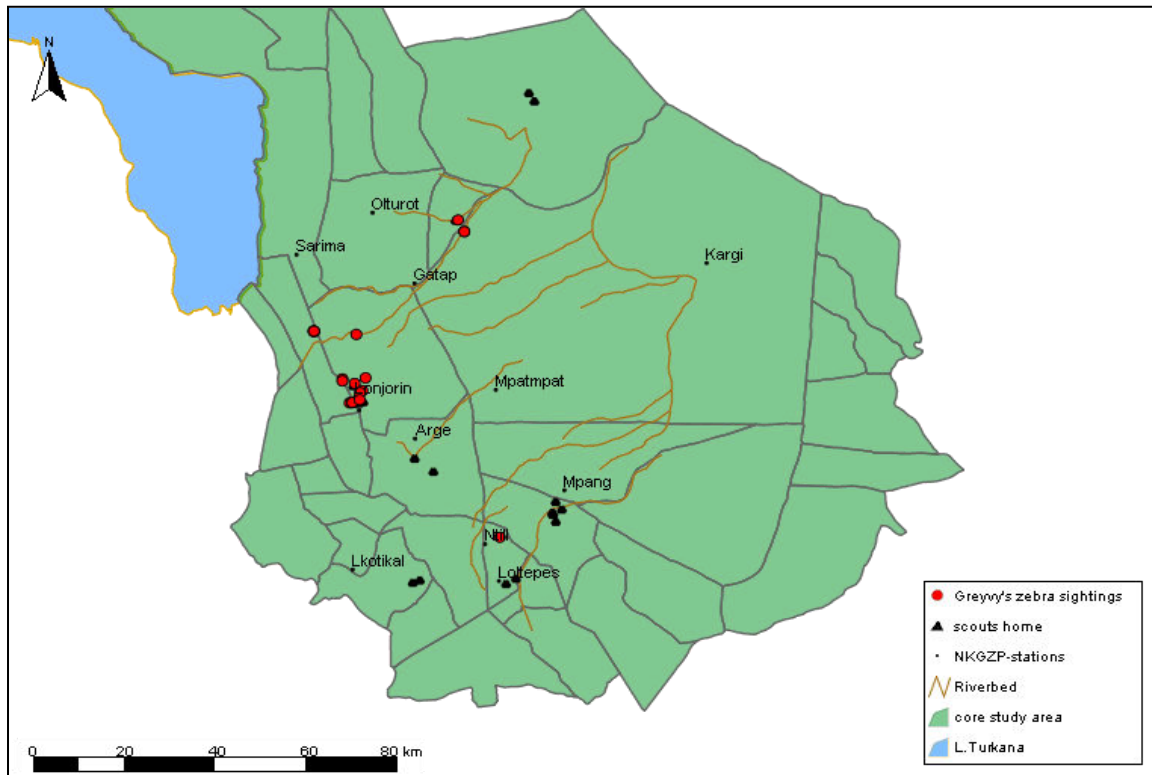 N
Olturot
Sarima
Kargi
Gatap
Mpatmpat
Arge
Mpang
Lkotikal
Loltepes
Greyvy's zebra sightings
scouts home
NKGZP-stations
Riverbed
core study area
L.Turkana
0 20 40 60 80 km